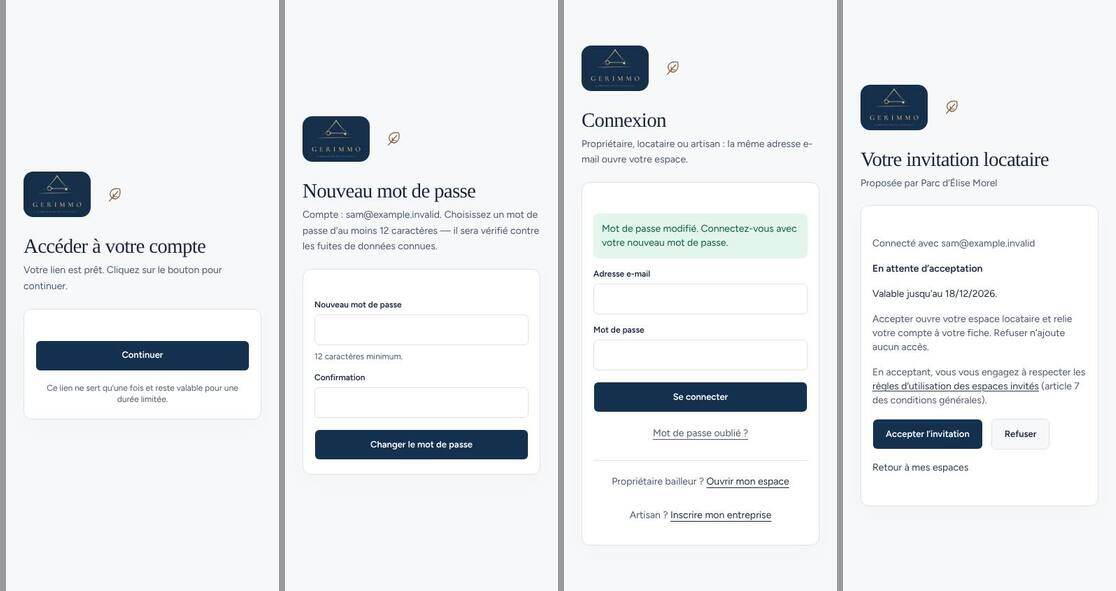 GERIMMO
Accéder à votre compte
Votre lien est prêt. Cliquez sur le bouton pour
continuer.
Continuer
Ce lien ne sert qu'une fois et reste valable pour une
durée limitée.
GERIMMO
Nouveau mot de passe
Compte : sam@example.invalid. Choisissez un mot de
passe d'au moins 12 caractères — il sera vérifié contre
les fuites de données connues.
Nouveau mot de passe
12 caractères minimum.
Confirmation
Changer le mot de passe
GERIMMO
Connexion
Propriétaire, locataire ou artisan : la même adresse e-
mail ouvre votre espace.
Mot de passe modifié. Connectez-vous avec
votre nouveau mot de passe.
Adresse e-mail
Mot de passe
Se connecter
Mot de passe oublié ?
Propriétaire bailleur ? Ouvrir mon espace
Artisan ? Inscrire mon entreprise
GERIMMO
Votre invitation locataire
Proposée par Parc d'Élise Morel
Connecté avec sam@example.invalid
En attente d'acceptation
Valable jusqu'au 18/12/2026.
Accepter ouvre votre espace locataire et relie
votre compte à votre fiche. Refuser n'ajoute
aucun accès.
En acceptant, vous vous engagez à respecter les
règles d'utilisation des espaces invités (article 7
des conditions générales).
Accepter l'invitation
Refuser
Retour à mes espaces